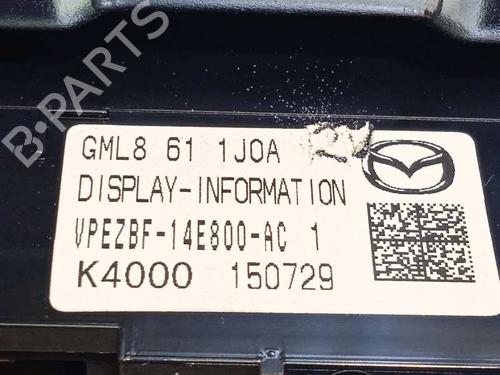 B-PARTS
GML8 61 1J0A
DISPLAY-INFORMATION
VPEZBF-14E800-AC 1
K4000 150729